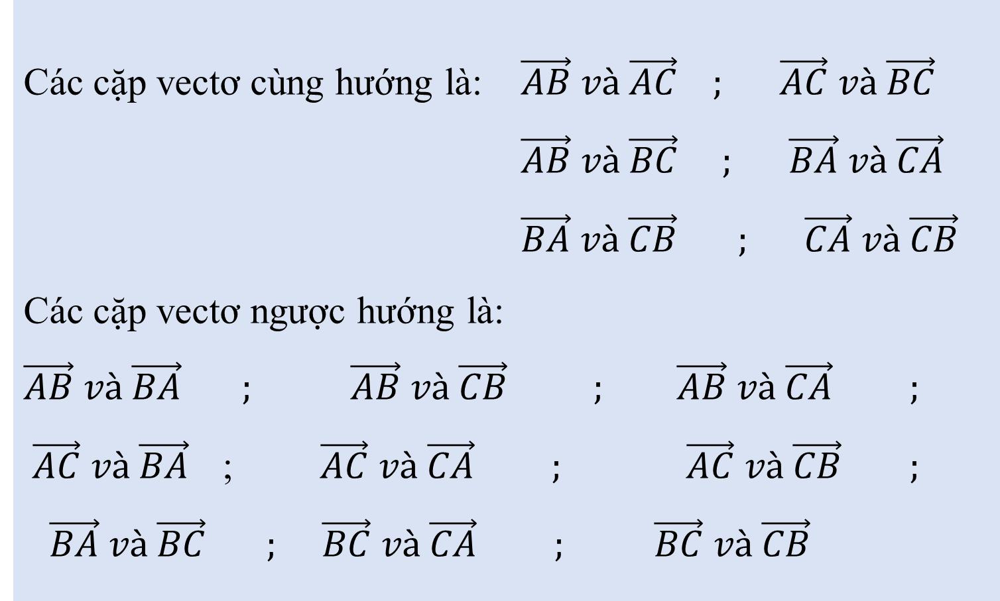 Các cặp vectơ cùng hướng là: $\overrightarrow{AB}$ và $\overrightarrow{AC}$ ; $\overrightarrow{AC}$ và $\overrightarrow{BC}$
$\overrightarrow{AB}$ và $\overrightarrow{BC}$ ; $\overrightarrow{BA}$ và $\overrightarrow{CA}$
$\overrightarrow{BA}$ và $\overrightarrow{CB}$ ; $\overrightarrow{CA}$ và $\overrightarrow{CB}$
Các cặp vectơ ngược hướng là:
$\overrightarrow{AB}$ và $\overrightarrow{BA}$ ; $\overrightarrow{AB}$ và $\overrightarrow{CB}$ ; $\overrightarrow{AB}$ và $\overrightarrow{CA}$ ;
$\overrightarrow{AC}$ và $\overrightarrow{BA}$ ; $\overrightarrow{AC}$ và $\overrightarrow{CA}$ ; $\overrightarrow{AC}$ và $\overrightarrow{CB}$ ;
$\overrightarrow{BA}$ và $\overrightarrow{BC}$ ; $\overrightarrow{BC}$ và $\overrightarrow{CA}$ ; $\overrightarrow{BC}$ và $\overrightarrow{CB}$